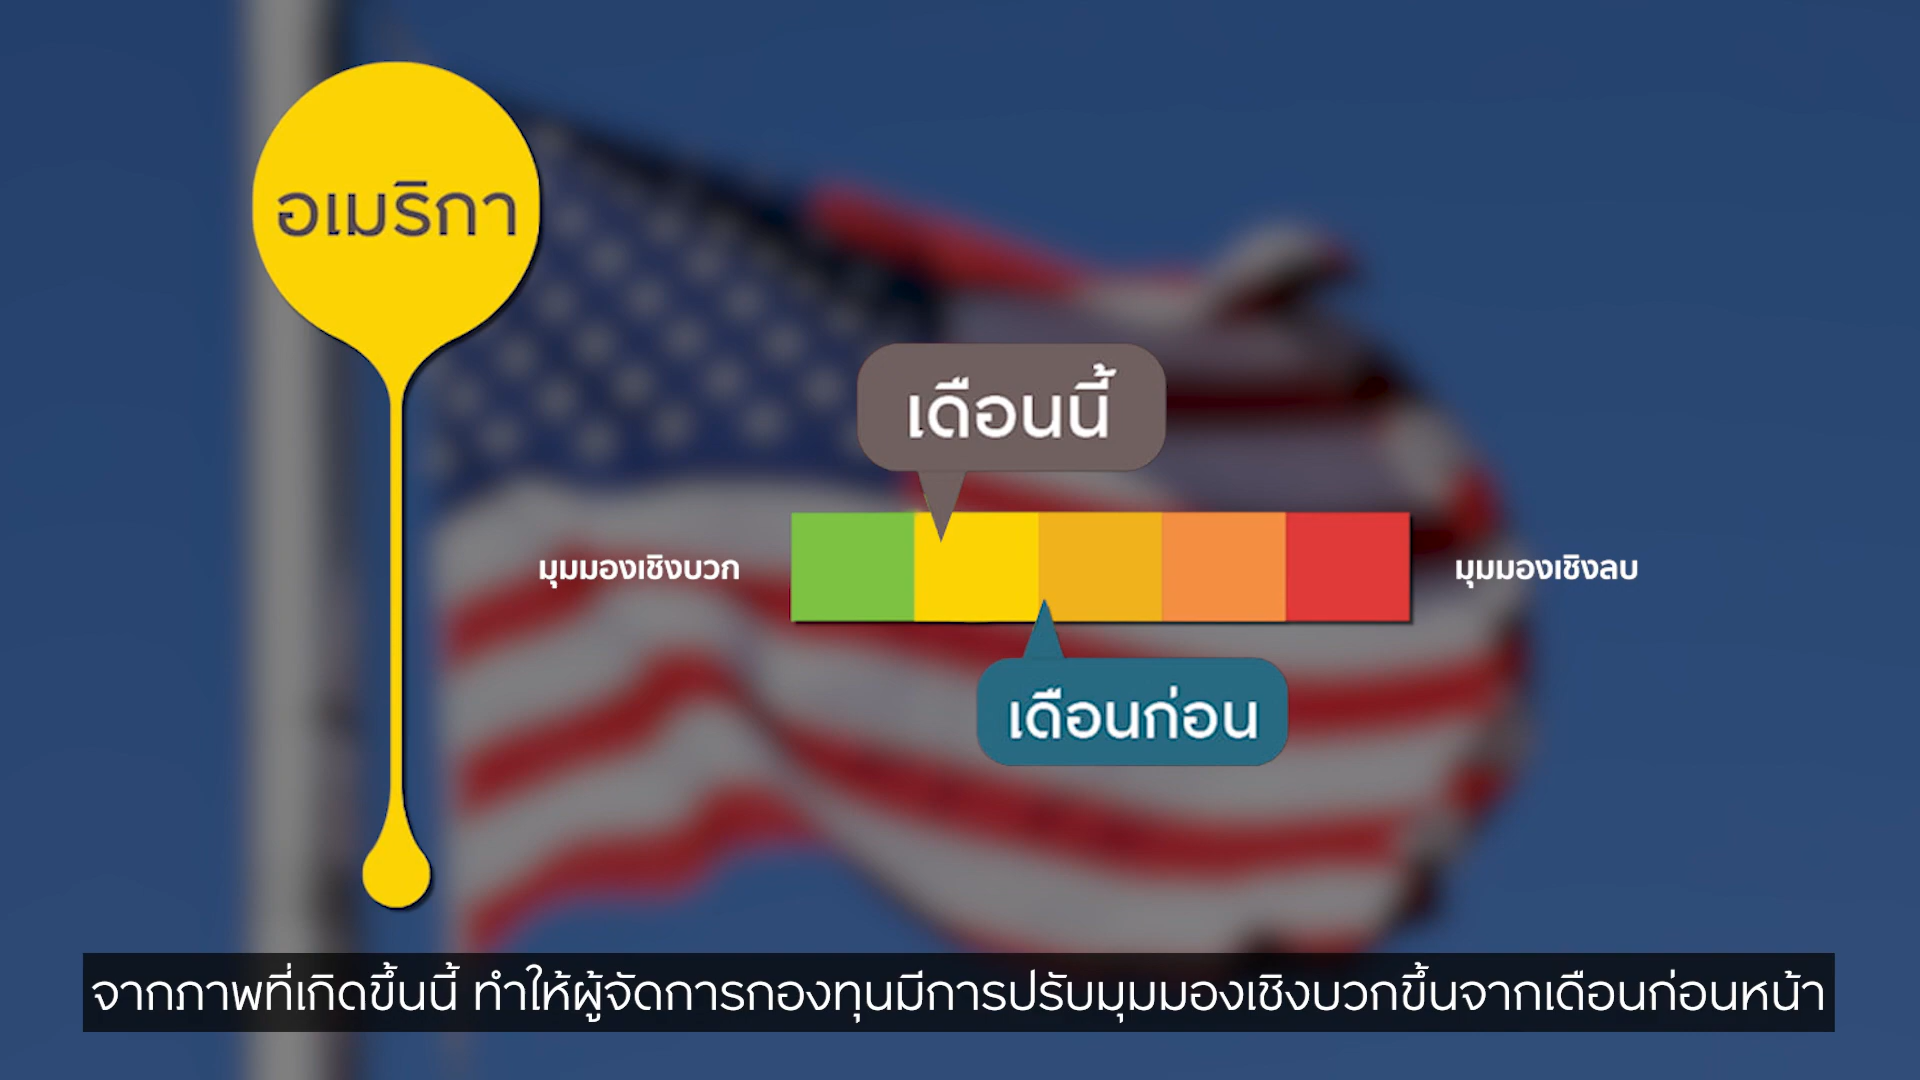 อเมริกา
เดือนนี้
มุมมองเชิงบวก
มุมมองเชิงลบ
เดือนก่อน
จากภาพที่เกิดขึ้นนี้ ทำให้ผู้จัดการกองทุนมีการปรับมุมมองเชิงบวกขึ้นจากเดือนก่อนหน้า